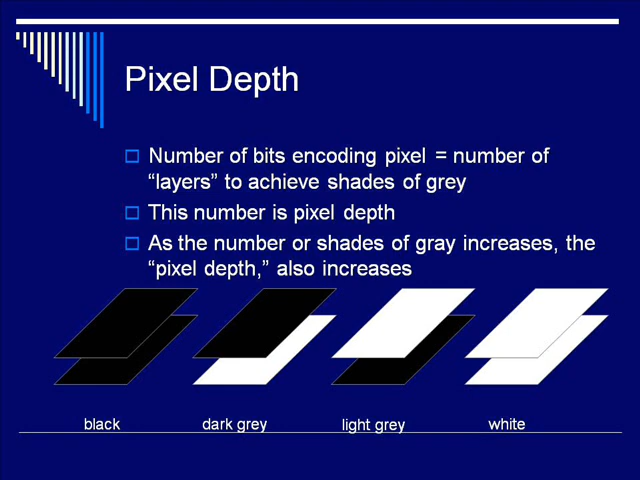 Pixel Depth
Number of bits encoding pixel = number of
“layers” to achieve shades of grey
This number is pixel depth
As the number or shades of gray increases, the
“pixel depth,” also increases
black dark grey light grey white